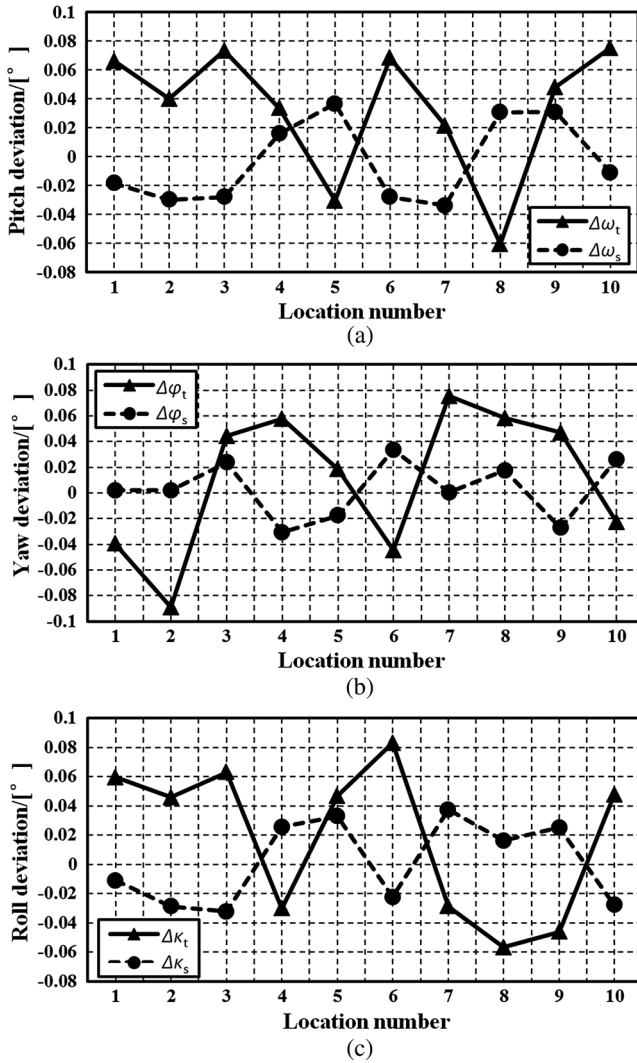 0.1
0.08
0.06
0.04
0.02
0
-0.02
-0.04
-0.06
-0.08
Pitch deviation/[°]
Δωt
Δωs
1 2 3 4 5 6 7 8 9 10
Location number
(a)
0.1
0.08
0.06
0.04
0.02
0
-0.02
-0.04
-0.06
-0.08
-0.1
Yaw deviation/[°]
Δφt
Δφs
1 2 3 4 5 6 7 8 9 10
Location number
(b)
0.1
0.08
0.06
0.04
0.02
0
-0.02
-0.04
-0.06
-0.08
Roll deviation/[°]
Δκt
Δκs
1 2 3 4 5 6 7 8 9 10
Location number
(c)